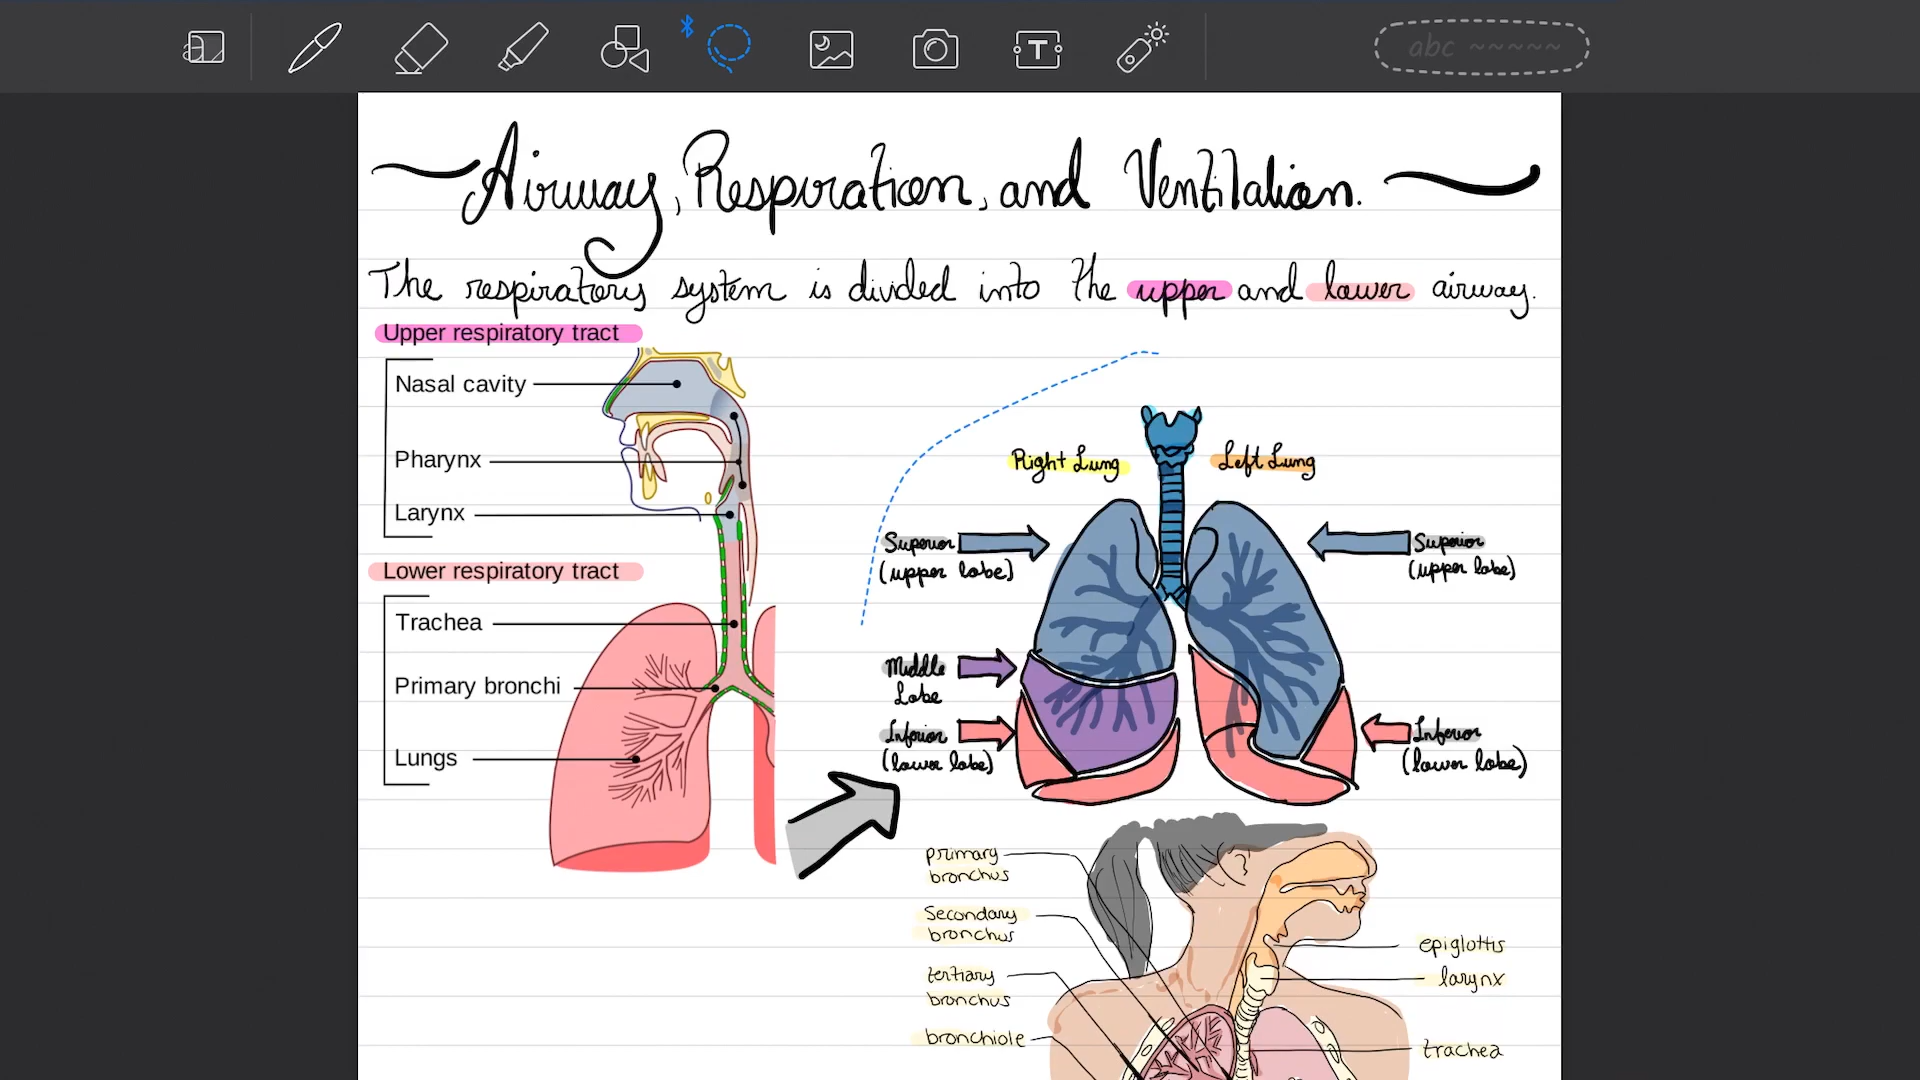 abc
Airway, Respiration, and Ventilation.
The respiratory system is divided into the upper and lower airway.
Upper respiratory tract
Nasal cavity
Pharynx
Larynx
Lower respiratory tract
Trachea
Primary bronchi
Lungs
Right Lung
Left Lung
Superior
(upper lobe)
Superior
(upper lobe)
Middle
Lobe
Inferior
(lower lobe)
Inferior
(lower lobe)
primary
bronchus
Secondary
bronchus
tertiary
bronchus
bronchiole
epiglottis
larynx
trachea